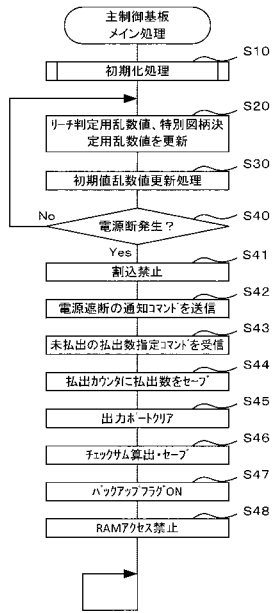 主制御基板
メイン処理
S10
初期化処理
S20
リーチ判定用乱数値、特別図柄決
定用乱数値を更新
S30
初期値乱数値更新処理
No
S40
電源断発生？
Yes
S41
割込禁止
S42
電源遮断の通知コマンドを送信
S43
未払出の払出数指定コマンドを受信
S44
払出カウンタに払出数をセーブ
S45
出力ポートクリア
S46
チェックサム算出・セーブ
S47
バックアップフラグON
S48
RAMアクセス禁止